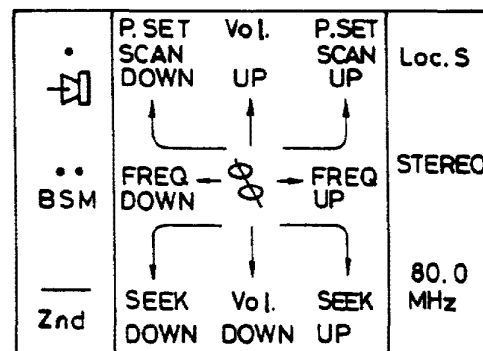 P.SET Vol. P.SET
SCAN SCAN
DOWN UP UP
Loc.S
BSM
FREQ FREQ
DOWN UP
STEREO
Znd
SEEK Vol. SEEK
DOWN DOWN UP
80.0
MHz